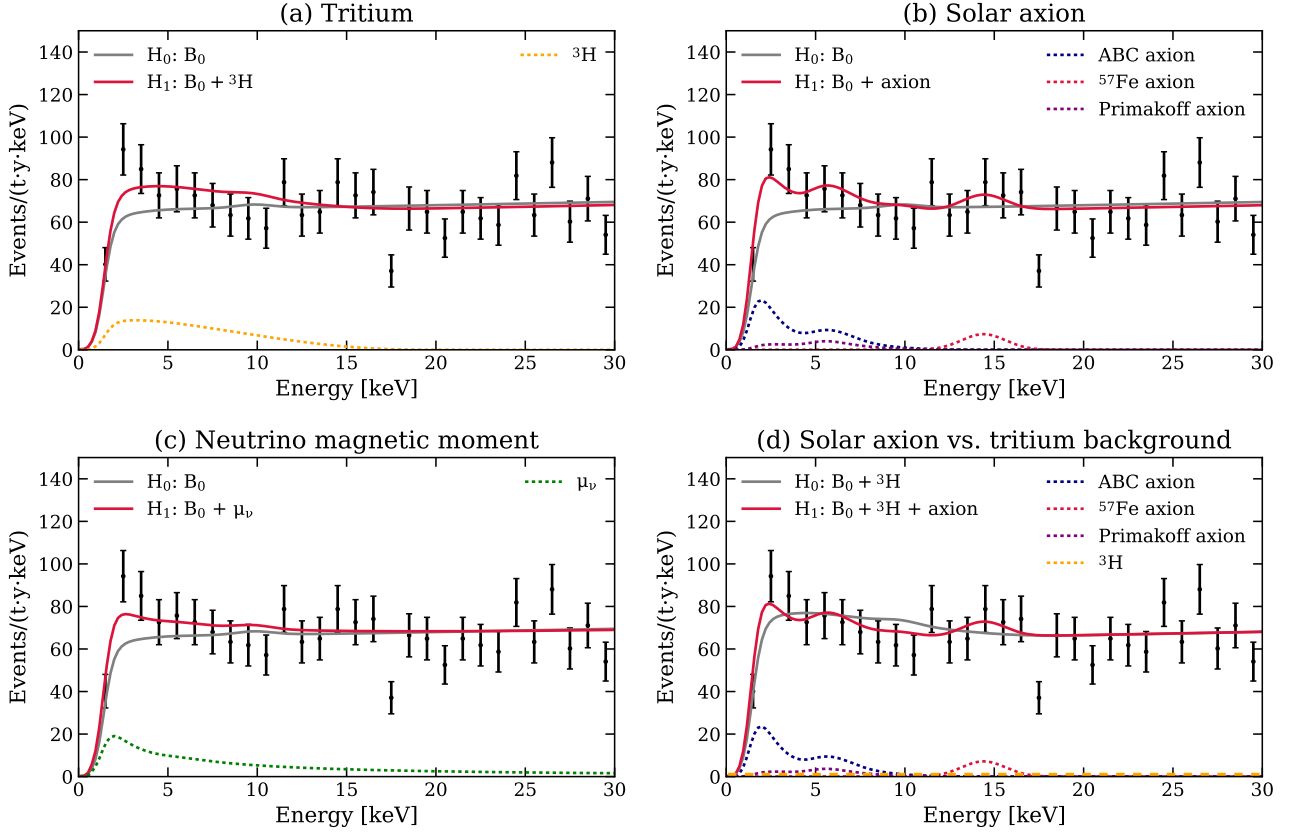 (a) Tritium
H₀: B₀
H₁: B₀ + ³H
³H
140
120
100
80
60
40
20
0
Events/(t·y·keV)
0 5 10 15 20 25 30
Energy [keV]
(b) Solar axion
H₀: B₀
H₁: B₀ + axion
ABC axion
⁵⁷Fe axion
Primakoff axion
140
120
100
80
60
40
20
0
Events/(t·y·keV)
0 5 10 15 20 25 30
Energy [keV]
(c) Neutrino magnetic moment
H₀: B₀
H₁: B₀ + μᵥ
μᵥ
140
120
100
80
60
40
20
0
Events/(t·y·keV)
0 5 10 15 20 25 30
Energy [keV]
(d) Solar axion vs. tritium background
H₀: B₀ + ³H
H₁: B₀ + ³H + axion
ABC axion
⁵⁷Fe axion
Primakoff axion
³H
140
120
100
80
60
40
20
0
Events/(t·y·keV)
0 5 10 15 20 25 30
Energy [keV]